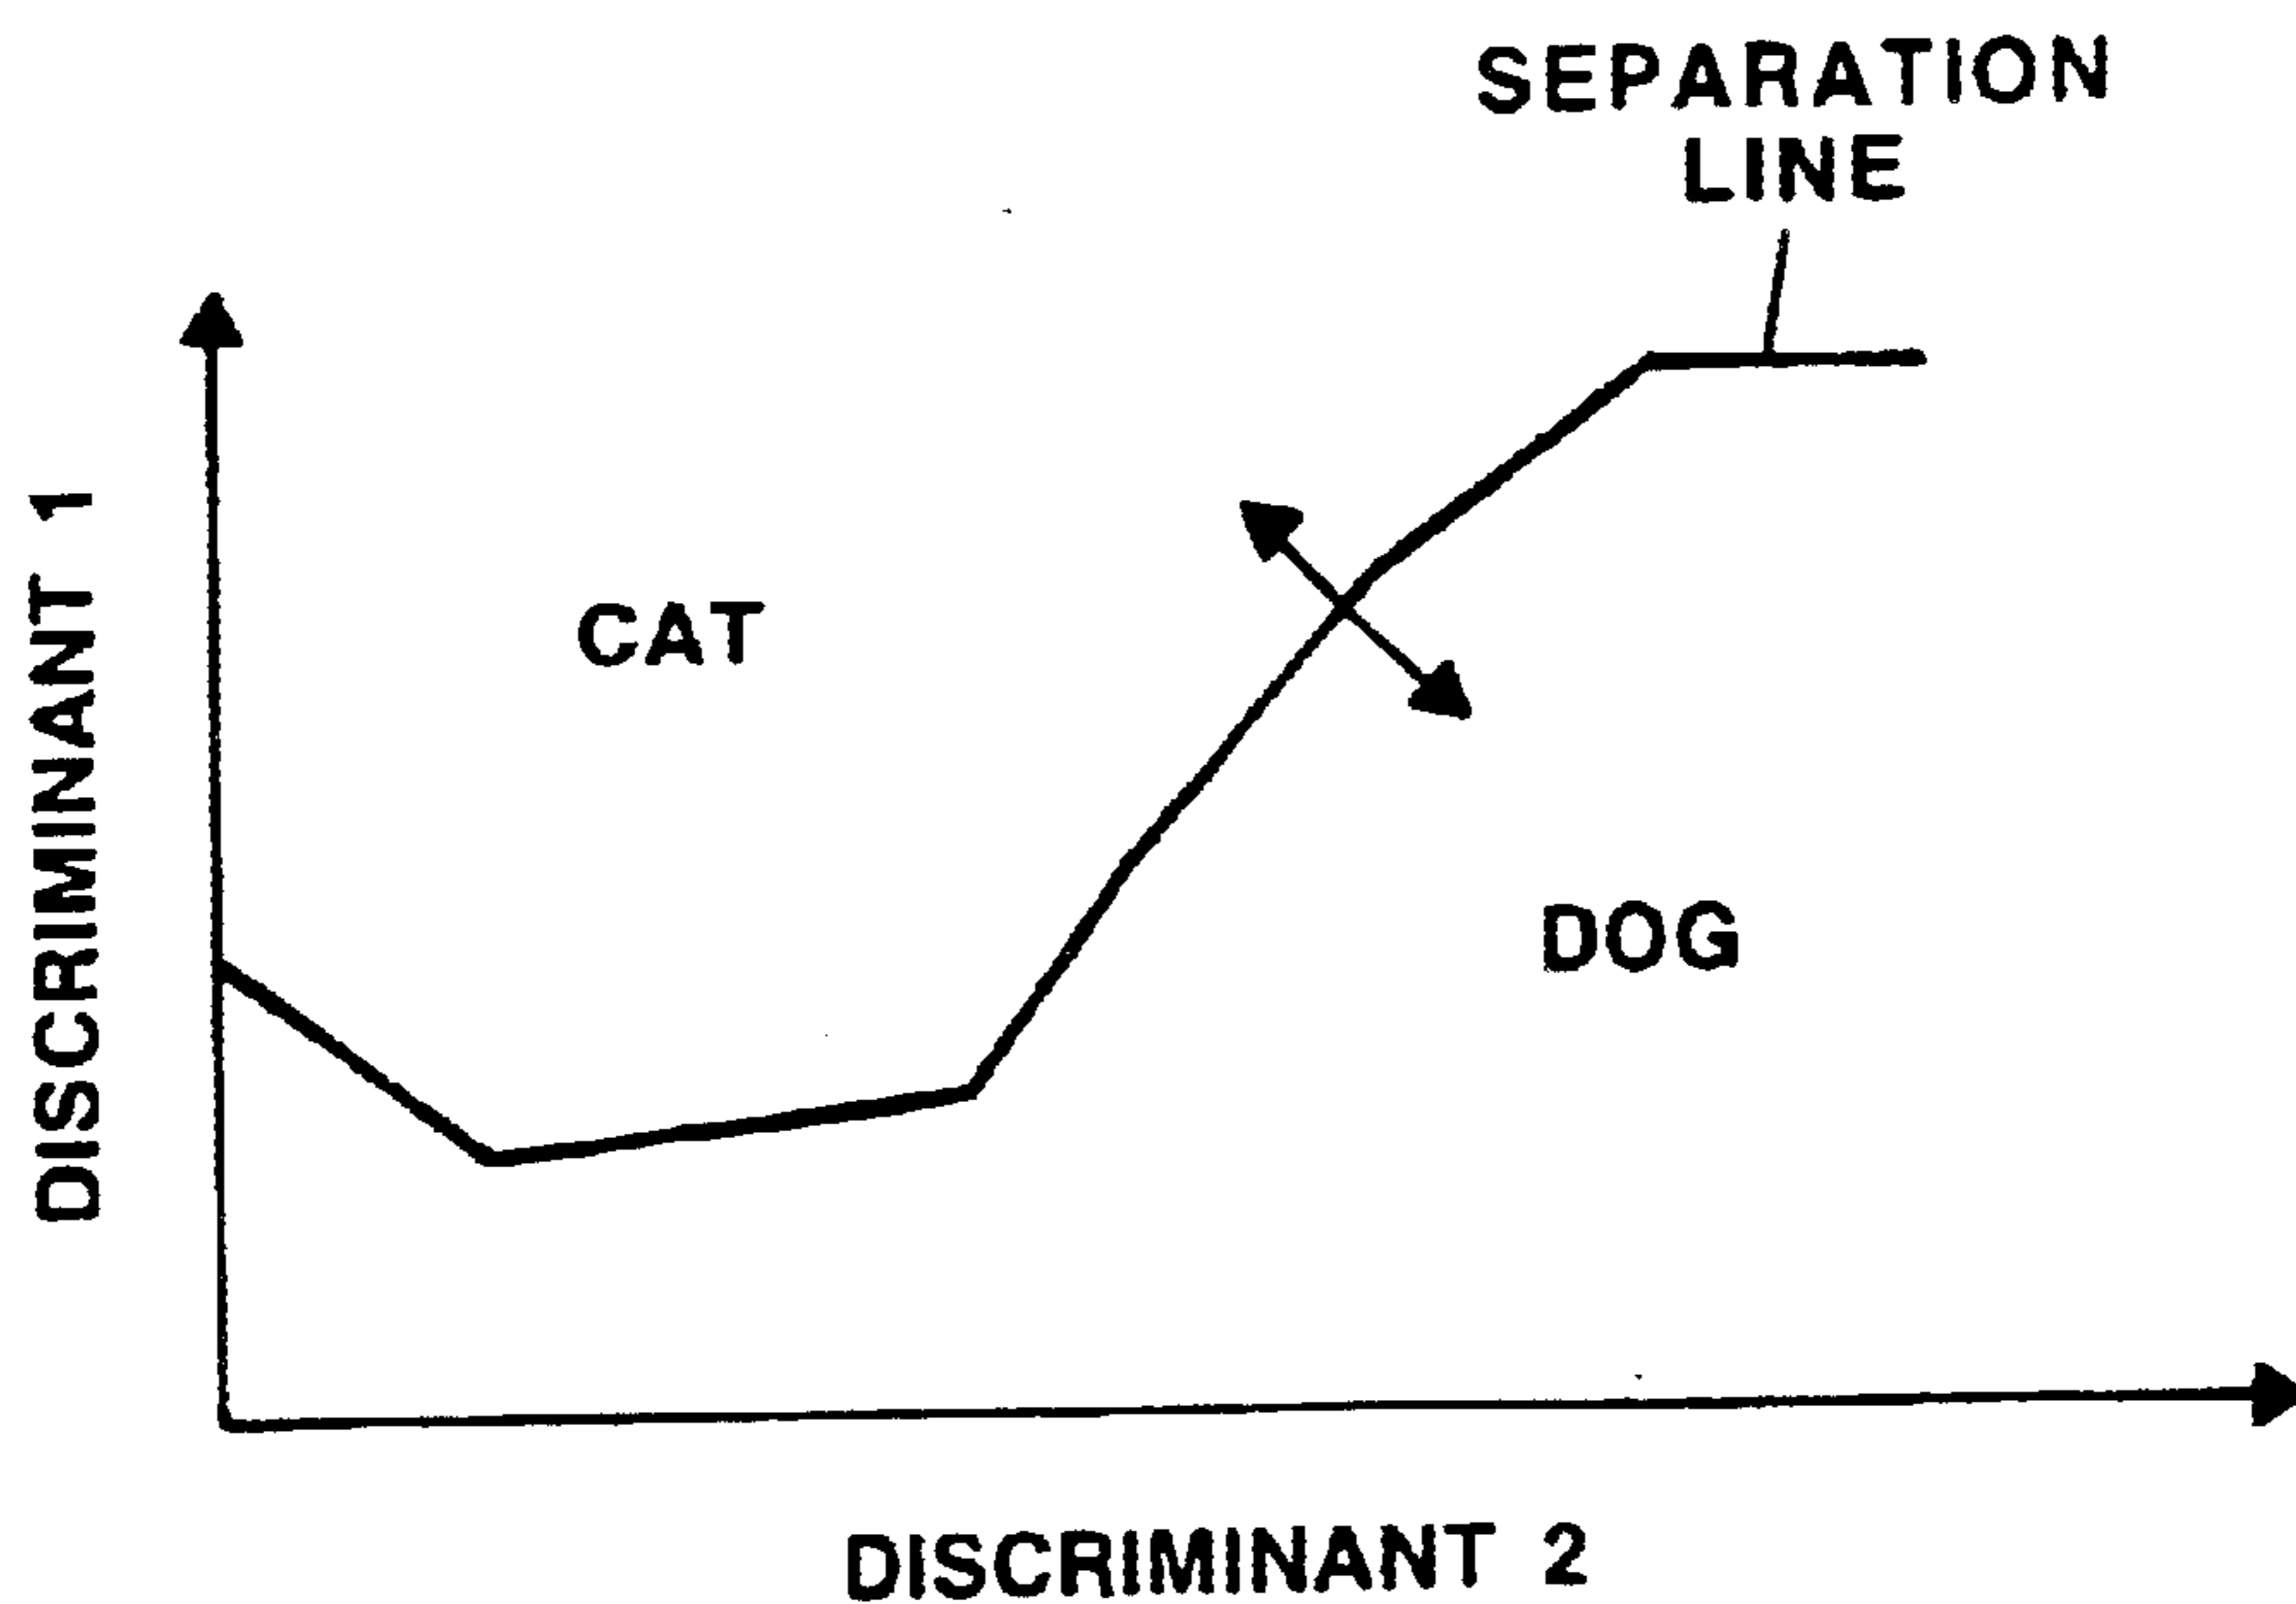 SEPARATION
LINE
DISCRIMINANT 1
CAT
DOG
DISCRIMINANT 2